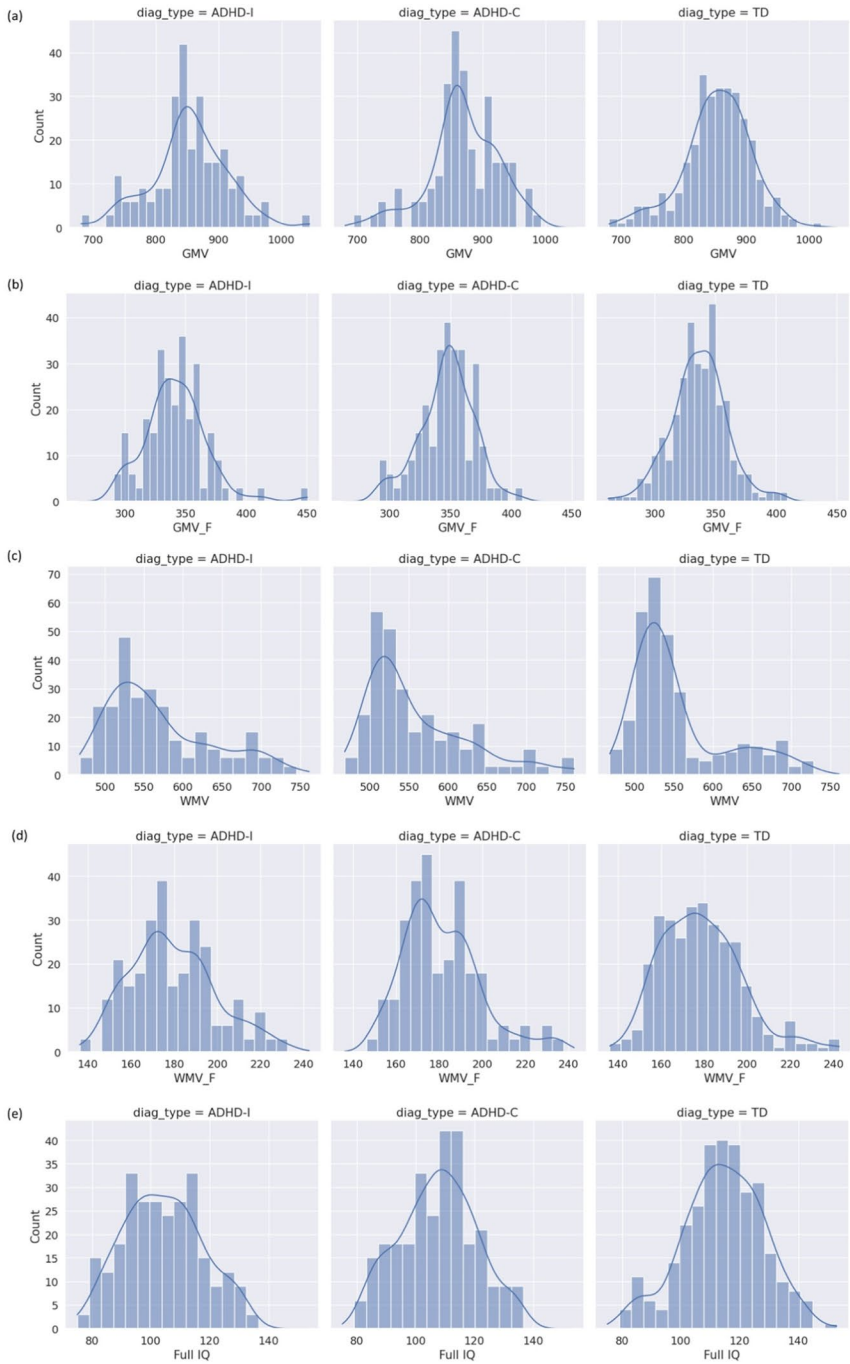 (a)
diag_type = ADHD-I diag_type = ADHD-C diag_type = TD
40
30
20
10
0
Count
700 800 900 1000 700 800 900 1000 700 800 900 1000
GMV GMV GMV
(b)
diag_type = ADHD-I diag_type = ADHD-C diag_type = TD
40
30
20
10
0
Count
300 350 400 450 300 350 400 450 300 350 400 450
GMV_F GMV_F GMV_F
(c)
diag_type = ADHD-I diag_type = ADHD-C diag_type = TD
70
60
50
40
30
20
10
0
Count
500 550 600 650 700 750 500 550 600 650 700 750 500 550 600 650 700 750
WMV WMV WMV
(d)
diag_type = ADHD-I diag_type = ADHD-C diag_type = TD
40
30
20
10
0
Count
140 160 180 200 220 240 140 160 180 200 220 240 140 160 180 200 220 240
WMV_F WMV_F WMV_F
(e)
diag_type = ADHD-I diag_type = ADHD-C diag_type = TD
40
35
30
25
20
15
10
5
0
Count
80 100 120 140 80 100 120 140 80 100 120 140
Full IQ Full IQ Full IQ